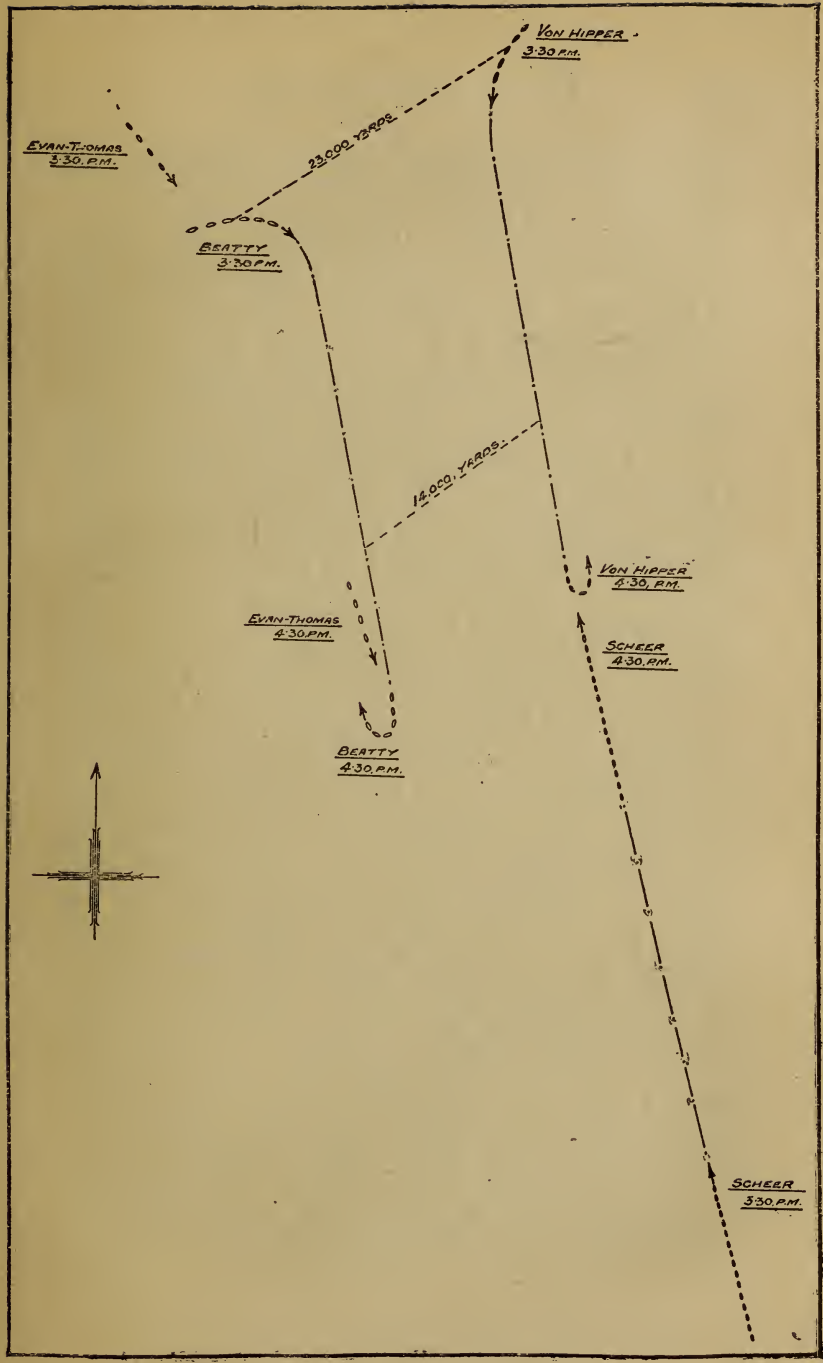 VON HIPPER
3·30 P.M.
23,000 YARDS
EVAN-THOMAS
3·30. P.M.
BEATTY
3·30 P.M.
14,000, YARDS.
VON HIPPER
4·30, P.M.
EVAN-THOMAS
4·30. P.M.
SCHEER
4·30. P.M.
BEATTY
4·30. P.M.
SCHEER
3·30. P.M.